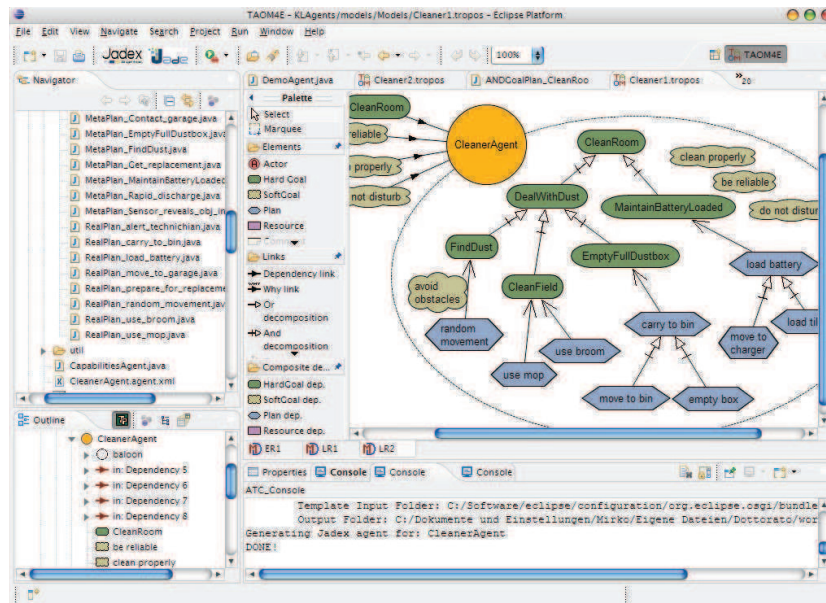 TAOM4E - KLAgents/models/Models/Cleaner1.tropos - Eclipse Platform
File Edit View Navigate Search Project Run Window Help
Jadex Jade 100% TAOM4E
Navigator
MetaPlan_Contact_garage.java
MetaPlan_EmptyFullDustbox.java
MetaPlan_FindDust.java
MetaPlan_Get_replacement.java
MetaPlan_MaintainBatteryLoaded
MetaPlan_Rapid_discharge.java
MetaPlan_Sensor_reveals_obj_in
RealPlan_alert_technichian.java
RealPlan_carry_to_bin.java
RealPlan_load_battery.java
RealPlan_move_to_garage.java
RealPlan_prepare_for_replaceme
RealPlan_random_movement.jav
RealPlan_use_broom.java
RealPlan_use_mop.java
util
CapabilitiesAgent.java
CleanerAgent.agent.xml
Outline
CleanerAgent
baloon
in: Dependency 5
in: Dependency 6
in: Dependency 7
in: Dependency 8
CleanRoom
be reliable
clean properly
DemoAgent.java Cleaner2.tropos ANDGoalPlan_CleanRoo Cleaner1.tropos 20
Palette
Select
Marquee
Elements
Actor
Hard Goal
SoftGoal
Plan
Resource
Links
Dependency link
Why link
Or
decomposition
And
decomposition
Composite de...
HardGoal dep.
SoftGoal dep.
Plan dep.
Resource dep.
CleanRoom
reliable
properly
not disturb
CleanerAgent
CleanRoom
clean properly
be reliable
do not distur
DealWithDust
MaintainBatteryLoaded
FindDust
CleanField
EmptyFullDustbox
load battery
avoid
obstacles
random
movement
use mop
use broom
carry to bin
move to
charger
load til
move to bin
empty box
ER1 LR1 LR2
Properties Console Console Console
ATC_Console
Template Input Folder: C:/Software/eclipse/configuration/org.eclipse.osgi/bundle
Output Folder: C:/Dokumente und Einstellungen/Mirko/Eigene Dateien/Dottorato/wor
Generating Jadex agent for: CleanerAgent
DONE!